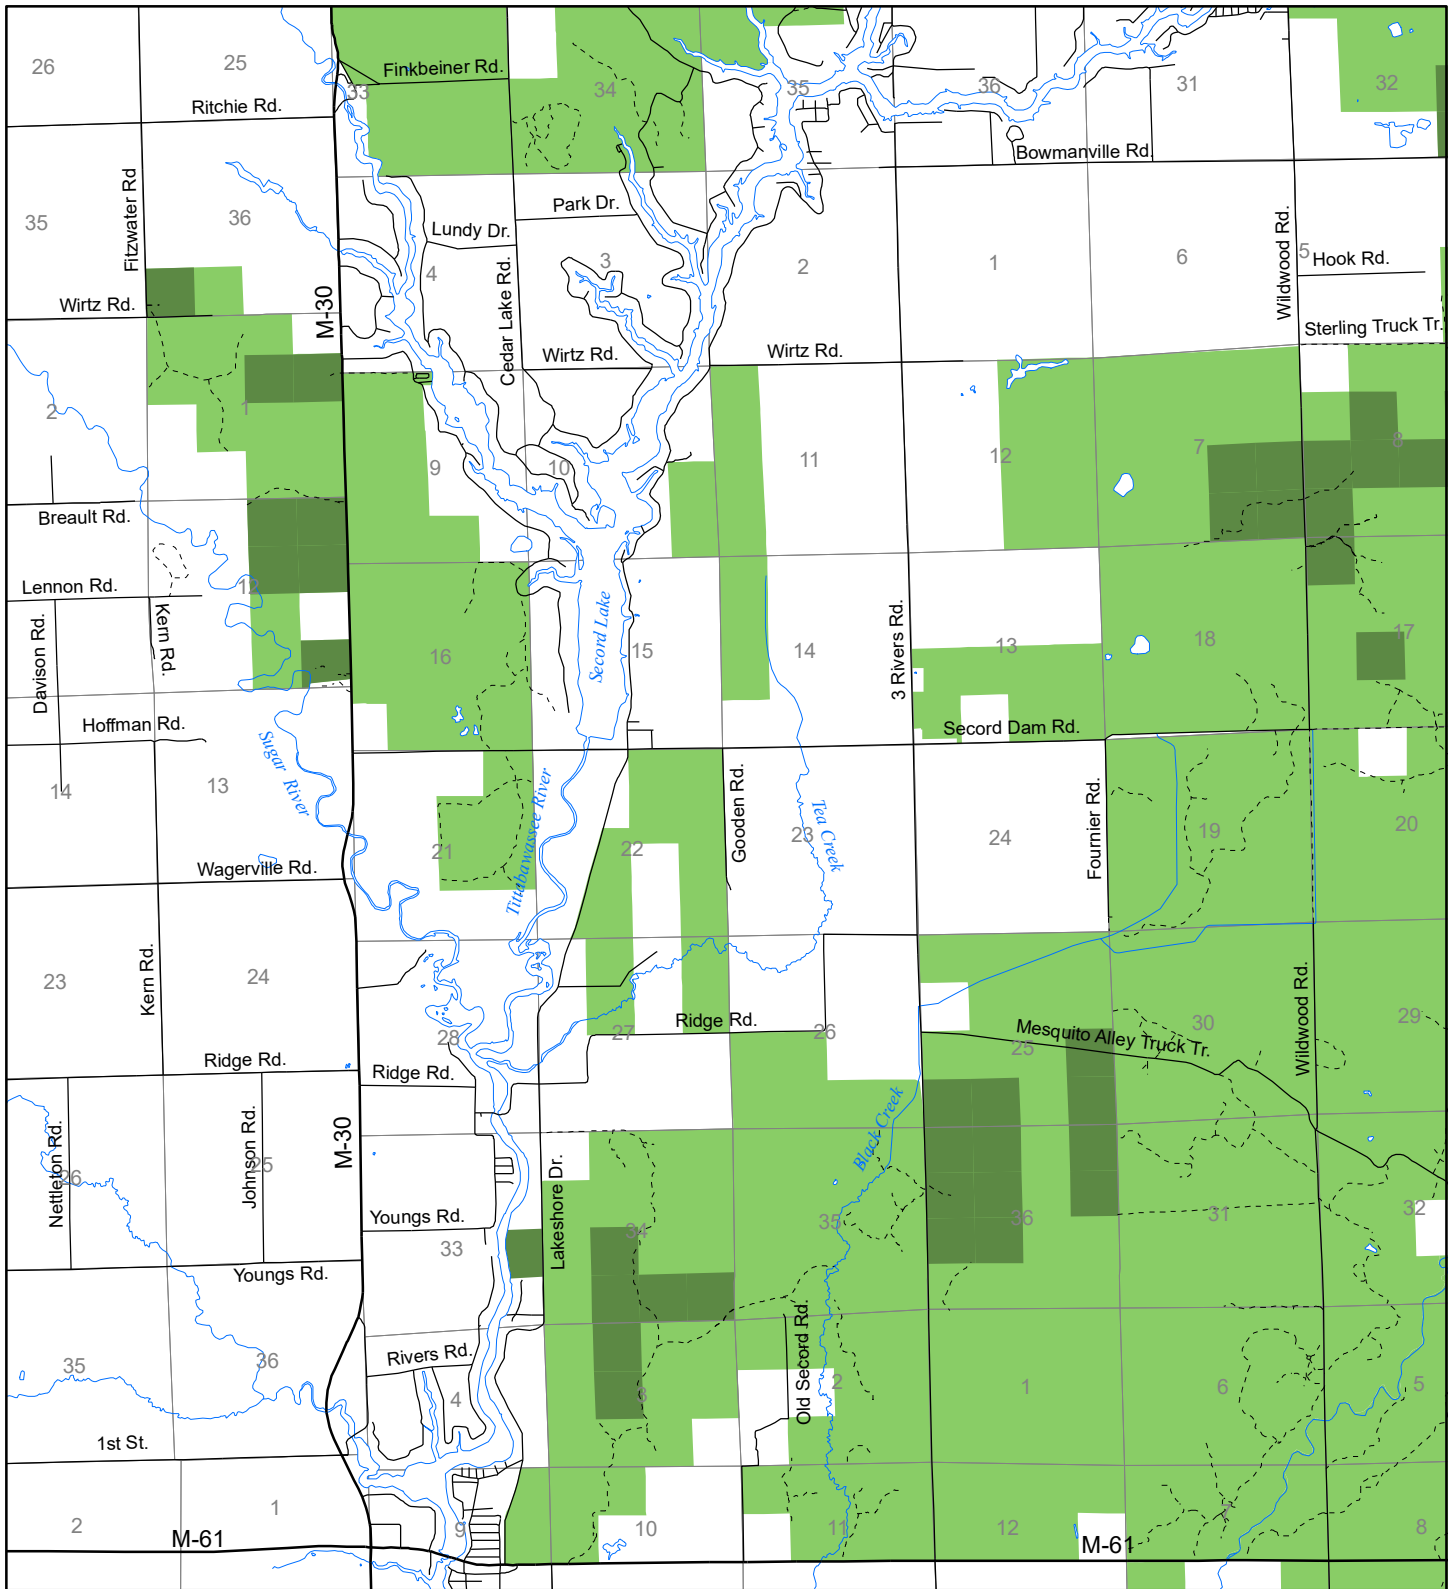 26
25
33
Finkbeiner Rd.
34
35
36
31
32
Ritchie Rd.
Bowmanville Rd.
Fitzwater Rd
35
36
Park Dr.
Lundy Dr.
4
Cedar Lake Rd.
3
2
1
6
Wildwood Rd.
5
Hook Rd.
Wirtz Rd.
M-30
Wirtz Rd.
Wirtz Rd.
Sterling Truck Tr.
2
1
9
10
11
12
7
8
Breault Rd.
Lennon Rd.
12
Davison Rd.
Kern Rd.
16
Secord Lake
15
14
3 Rivers Rd.
13
18
17
Hoffman Rd.
Sugar River
Secord Dam Rd.
14
13
21
Tittabawassee River
22
Gooden Rd.
23
Tea Creek
24
Fournier Rd.
19
20
Wagerville Rd.
23
Kern Rd.
24
28
27
Ridge Rd.
26
25
Mesquito Alley Truck Tr.
30
Wildwood Rd.
29
Ridge Rd.
Ridge Rd.
Nettleton Rd.
26
Johnson Rd.
25
M-30
Youngs Rd.
33
Lakeshore Dr.
34
Black Creek
35
36
31
32
Youngs Rd.
35
36
Rivers Rd.
4
3
Old Secord Rd.
2
1
6
5
1st St.
2
1
M-61
9
10
11
12
M-61
7
8